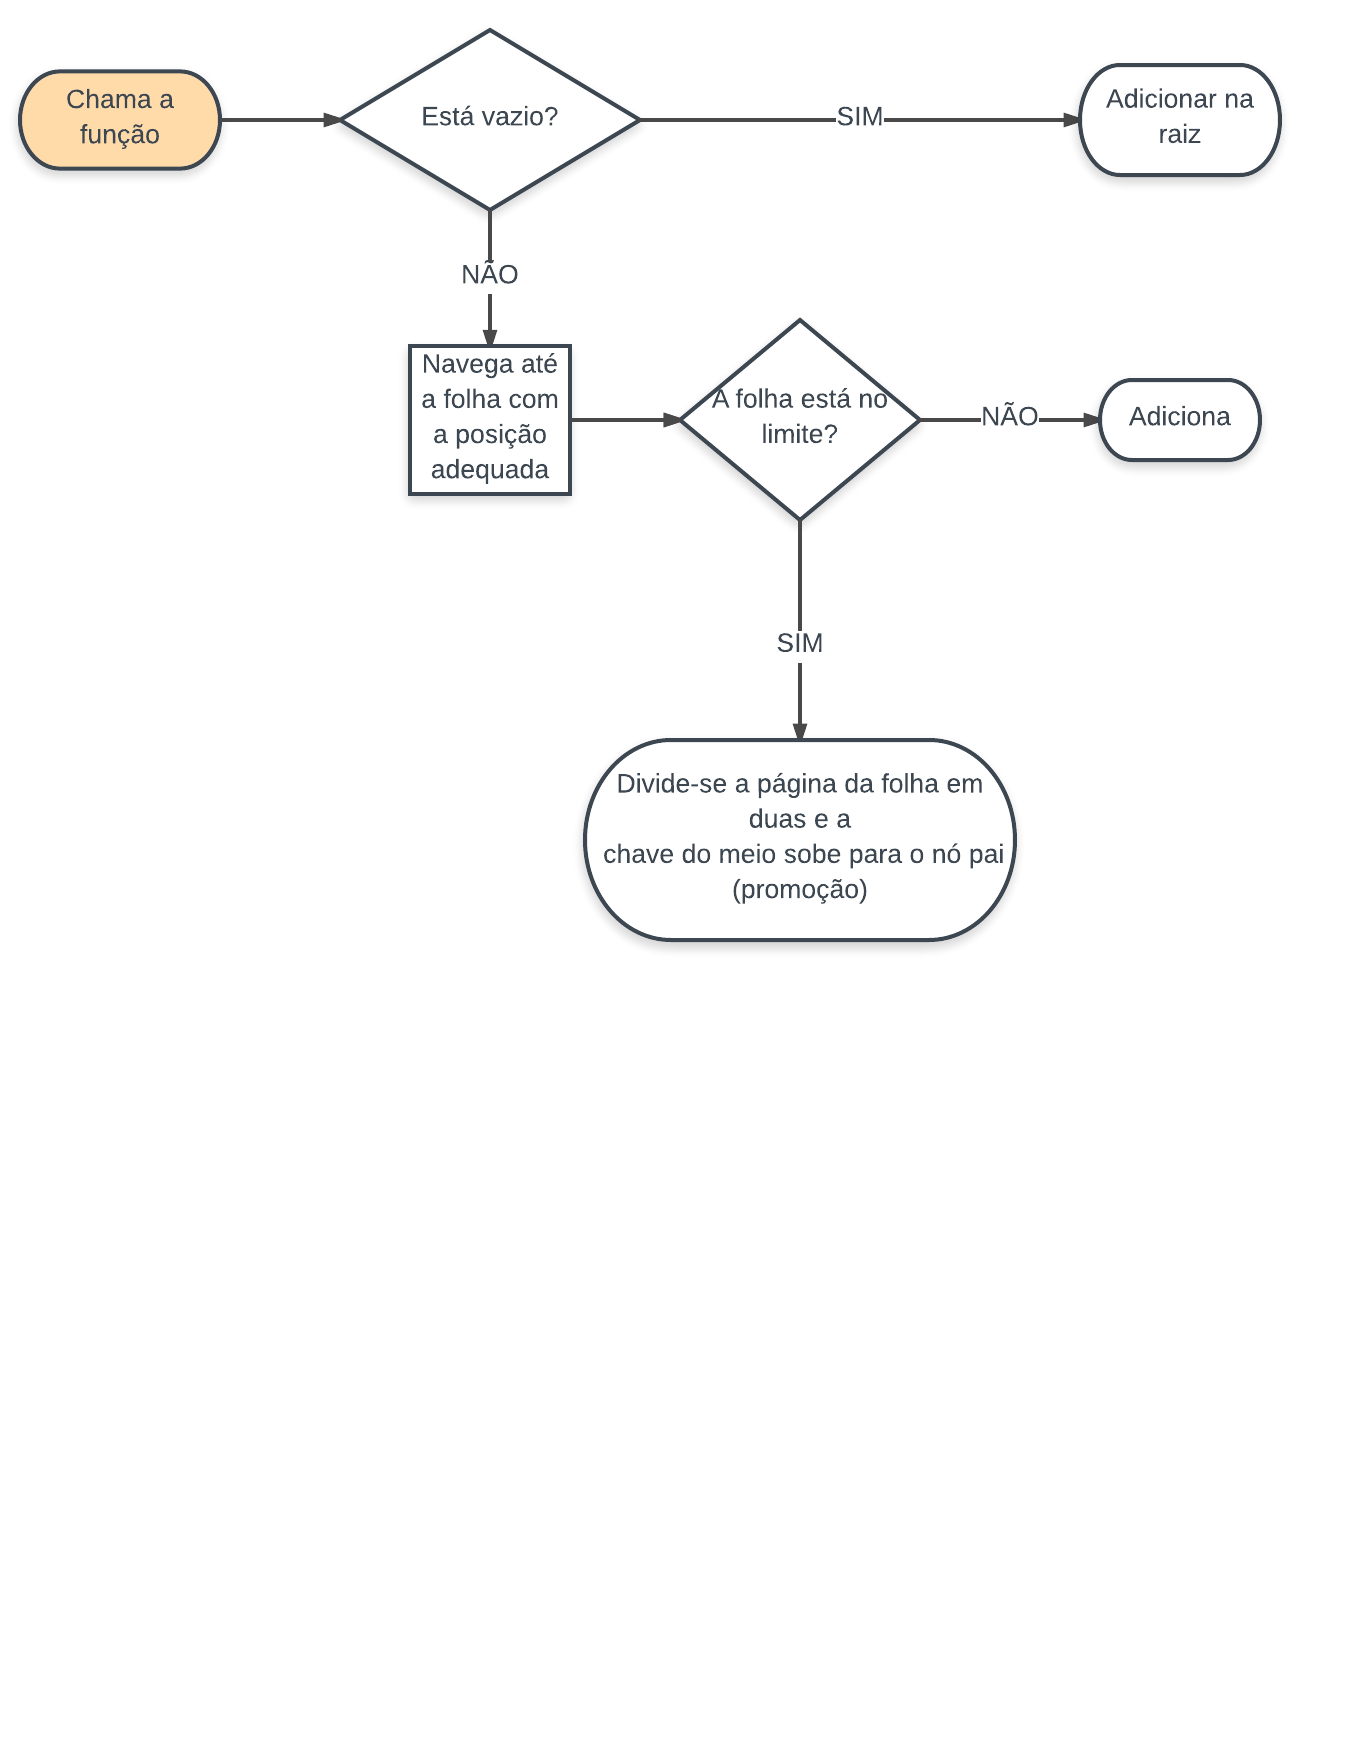 Chama a
função
Está vazio?
SIM
Adicionar na
raiz
NÃO
Navega até
a folha com
a posição
adequada
A folha está no
limite?
NÃO
Adiciona
SIM
Divide-se a página da folha em
duas e a
chave do meio sobe para o nó pai
(promoção)